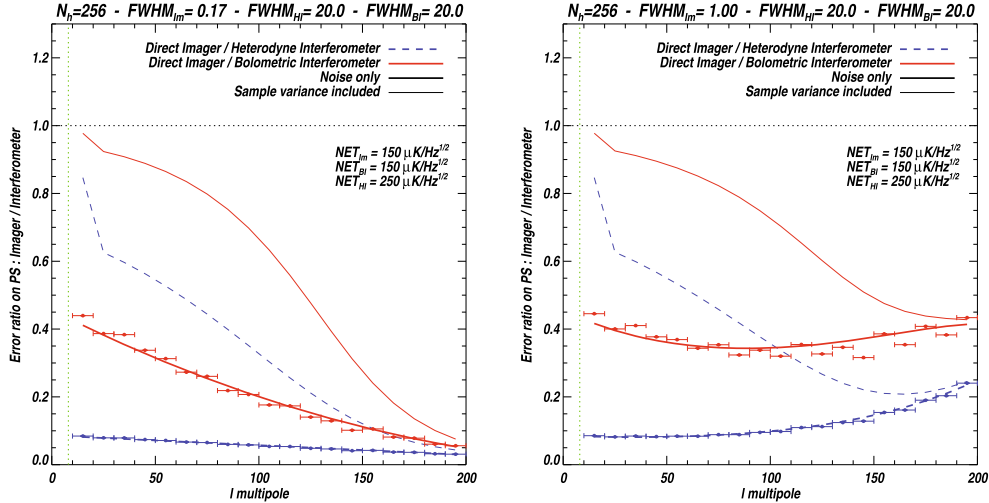 N_h=256 - FWHM_Im= 0.17 - FWHM_HI= 20.0 - FWHM_BI= 20.0
Direct Imager / Heterodyne Interferometer
Direct Imager / Bolometric Interferometer
Noise only
Sample variance included
NET_Im = 150 μK/Hz^1/2
NET_BI = 150 μK/Hz^1/2
NET_HI = 250 μK/Hz^1/2
Error ratio on PS : Imager / Interferometer
1.2
1.0
0.8
0.6
0.4
0.2
0.0
0 50 100 150 200
l multipole
N_h=256 - FWHM_Im= 1.00 - FWHM_HI= 20.0 - FWHM_BI= 20.0
Direct Imager / Heterodyne Interferometer
Direct Imager / Bolometric Interferometer
Noise only
Sample variance included
NET_Im = 150 μK/Hz^1/2
NET_BI = 150 μK/Hz^1/2
NET_HI = 250 μK/Hz^1/2
Error ratio on PS : Imager / Interferometer
1.2
1.0
0.8
0.6
0.4
0.2
0.0
0 50 100 150 200
l multipole